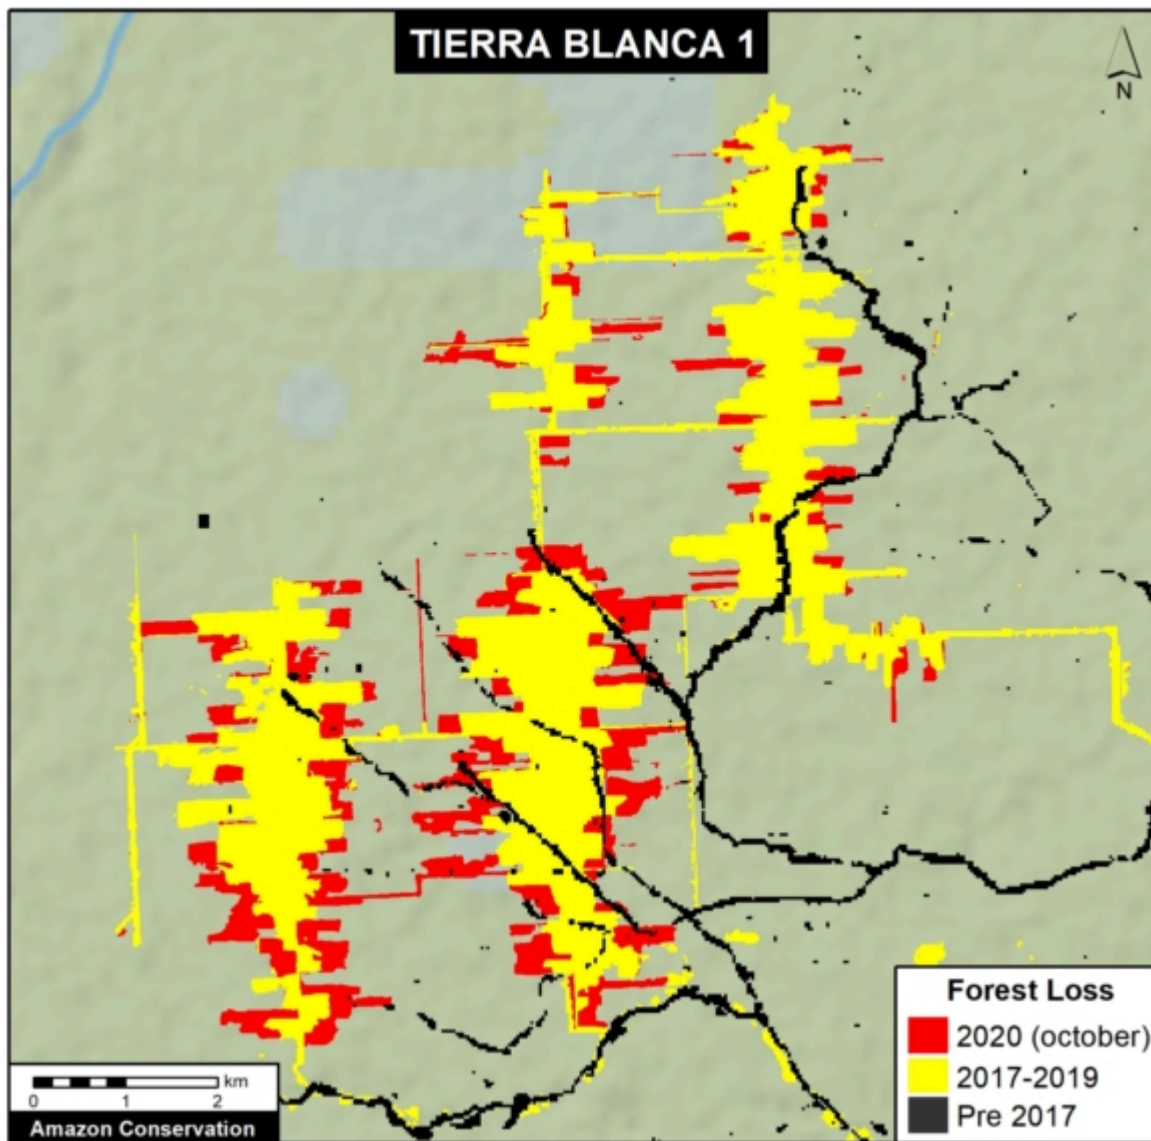 TIERRA BLANCA 1
N
Forest Loss
2020 (october)
2017-2019
Pre 2017
km
0 1 2
Amazon Conservation